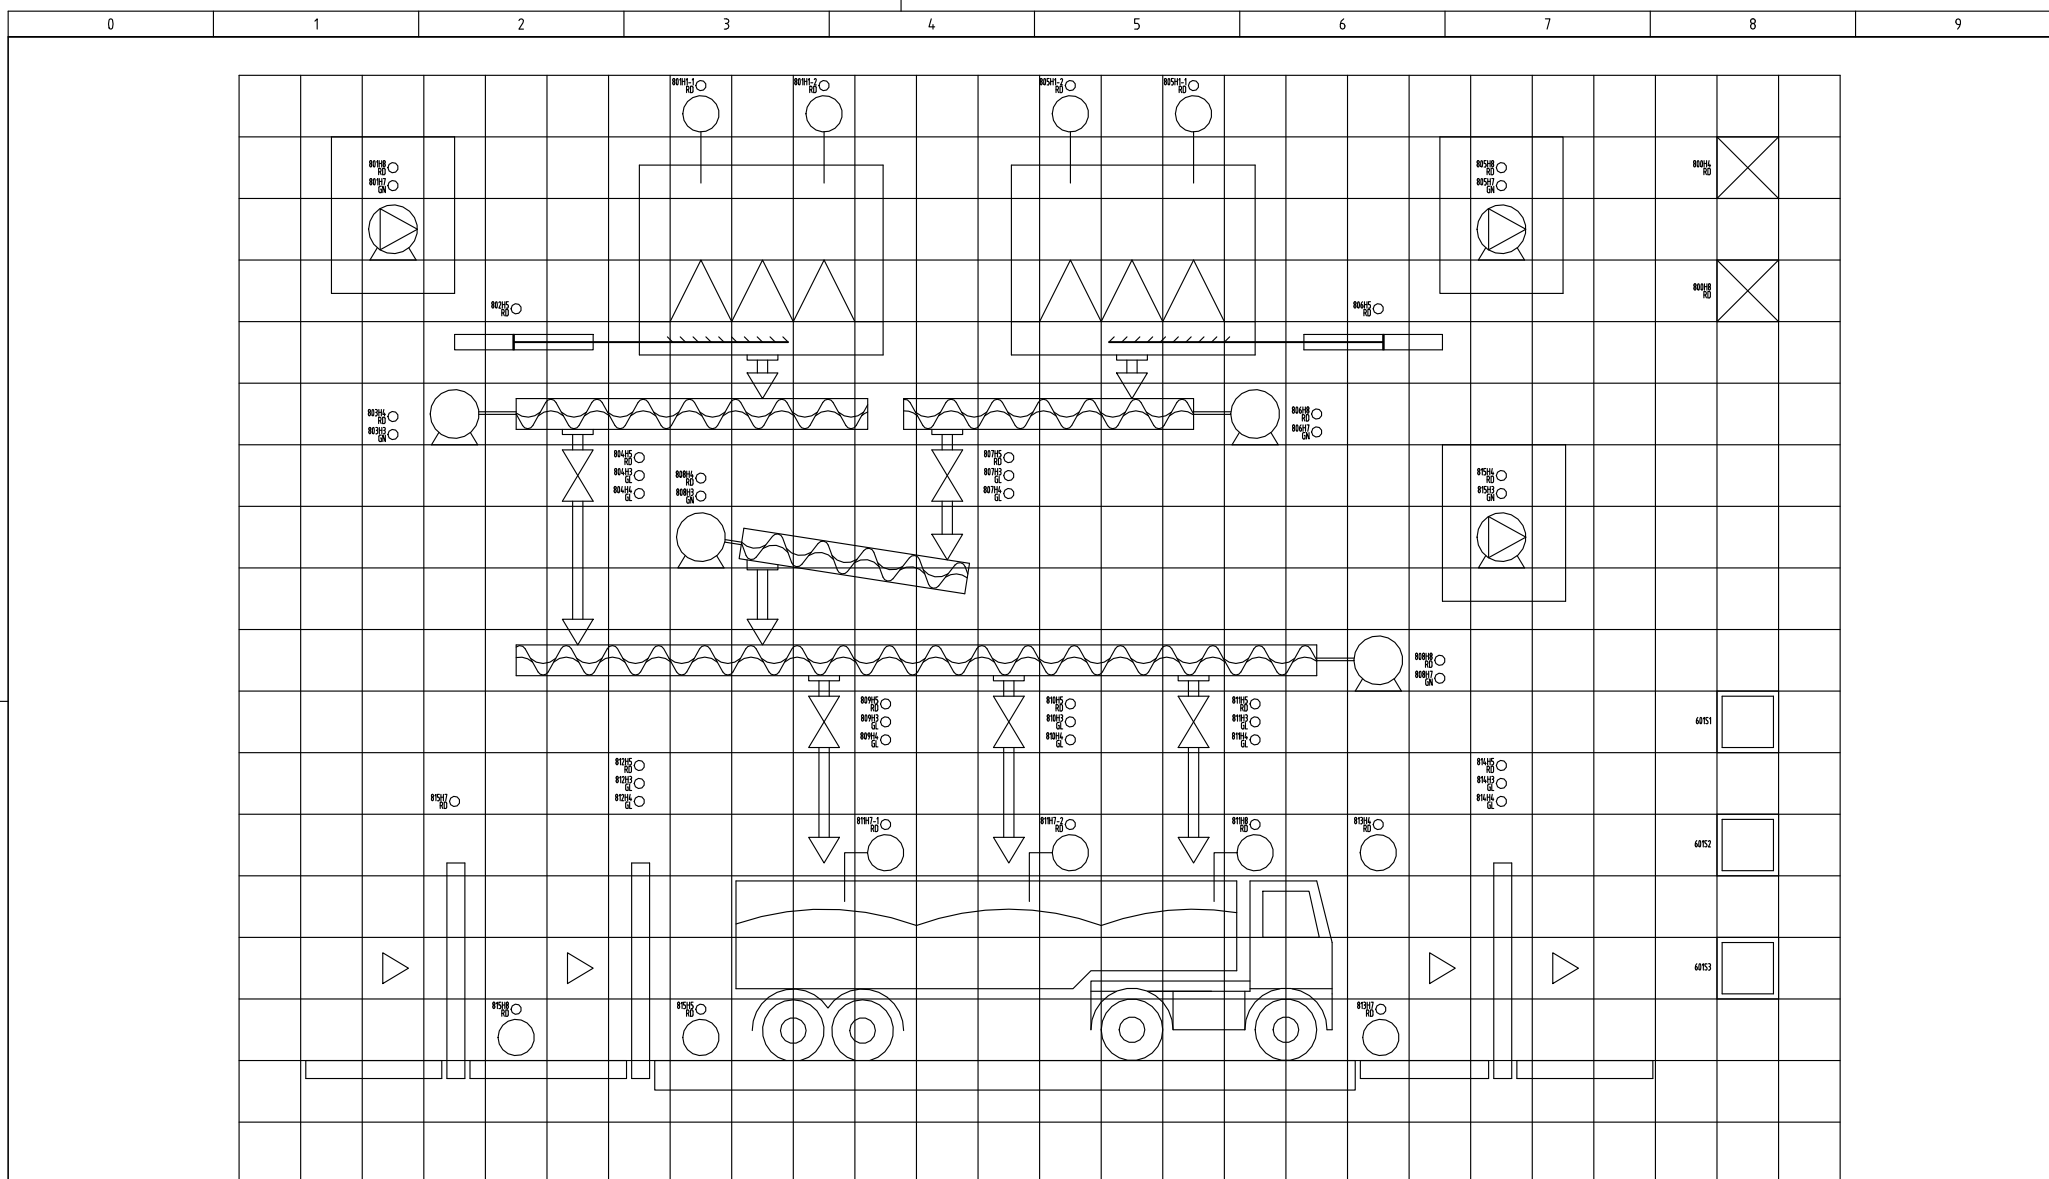 0 1 2 3 4 5 6 7 8 9
801H1-1
RD
801H1-2
RD
805H1-2
RD
805H1-1
RD
801H8
RD
801H7
GN
805H8
RD
805H7
GN
800H4
RD
802H5
RD
806H5
RD
800H8
RD
803H4
RD
803H3
GN
806H8
RD
806H7
GN
804H5
RD
804H3
GL
804H4
GL
808H4
RD
808H3
GN
807H5
RD
807H3
GL
807H4
GL
815H4
RD
815H3
GN
808H8
RD
808H7
GN
809H5
RD
809H3
GL
809H4
GL
810H5
RD
810H3
GL
810H4
GL
811H5
RD
811H3
GL
811H4
GL
601S1
815H7
RD
812H5
RD
812H3
GL
812H4
GL
814H5
RD
814H3
GL
814H4
GL
811H7-1
RD
811H7-2
RD
811H8
RD
813H4
RD
601S2
601S3
815H8
RD
815H5
RD
813H7
RD